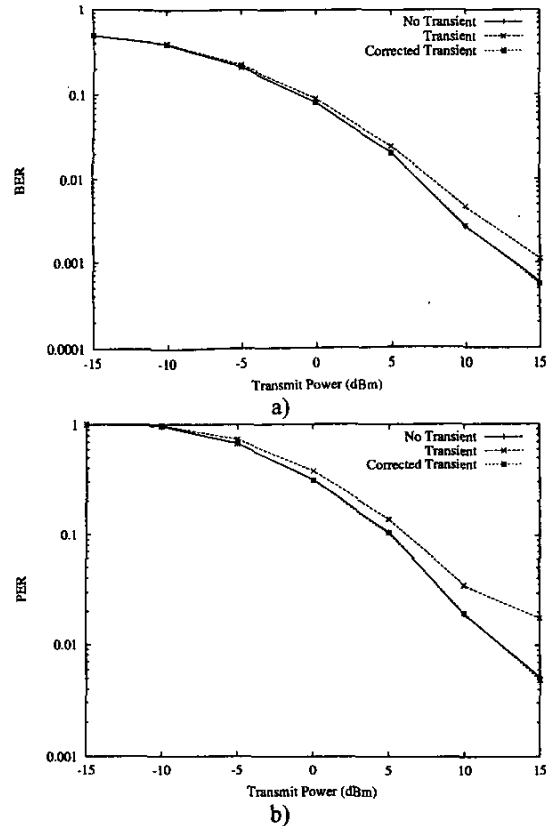 1
No Transient
Transient
Corrected Transient
0.1
BER
0.01
0.001
0.0001
-15 -10 -5 0 5 10 15
Transmit Power (dBm)
a)
1
No Transient
Transient
Corrected Transient
0.1
PER
0.01
0.001
-15 -10 -5 0 5 10 15
Transmit Power (dBm)
b)